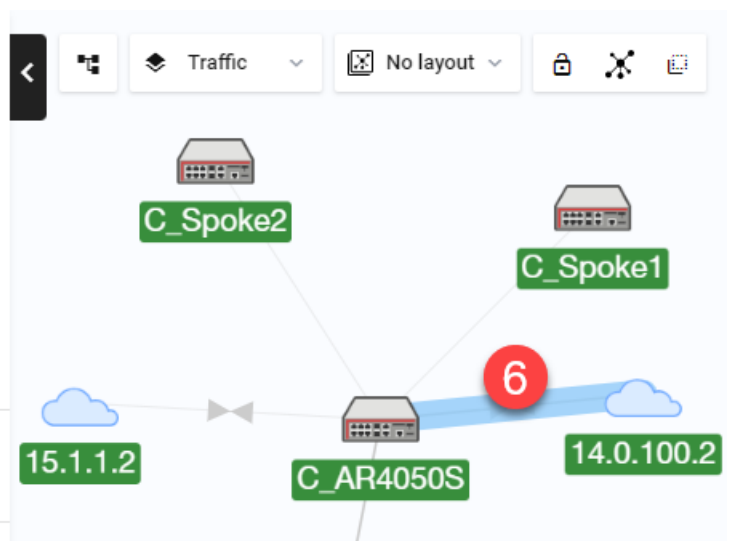 Traffic
No layout
C_Spoke2
C_Spoke1
6
15.1.1.2
14.0.100.2
C_AR4050S